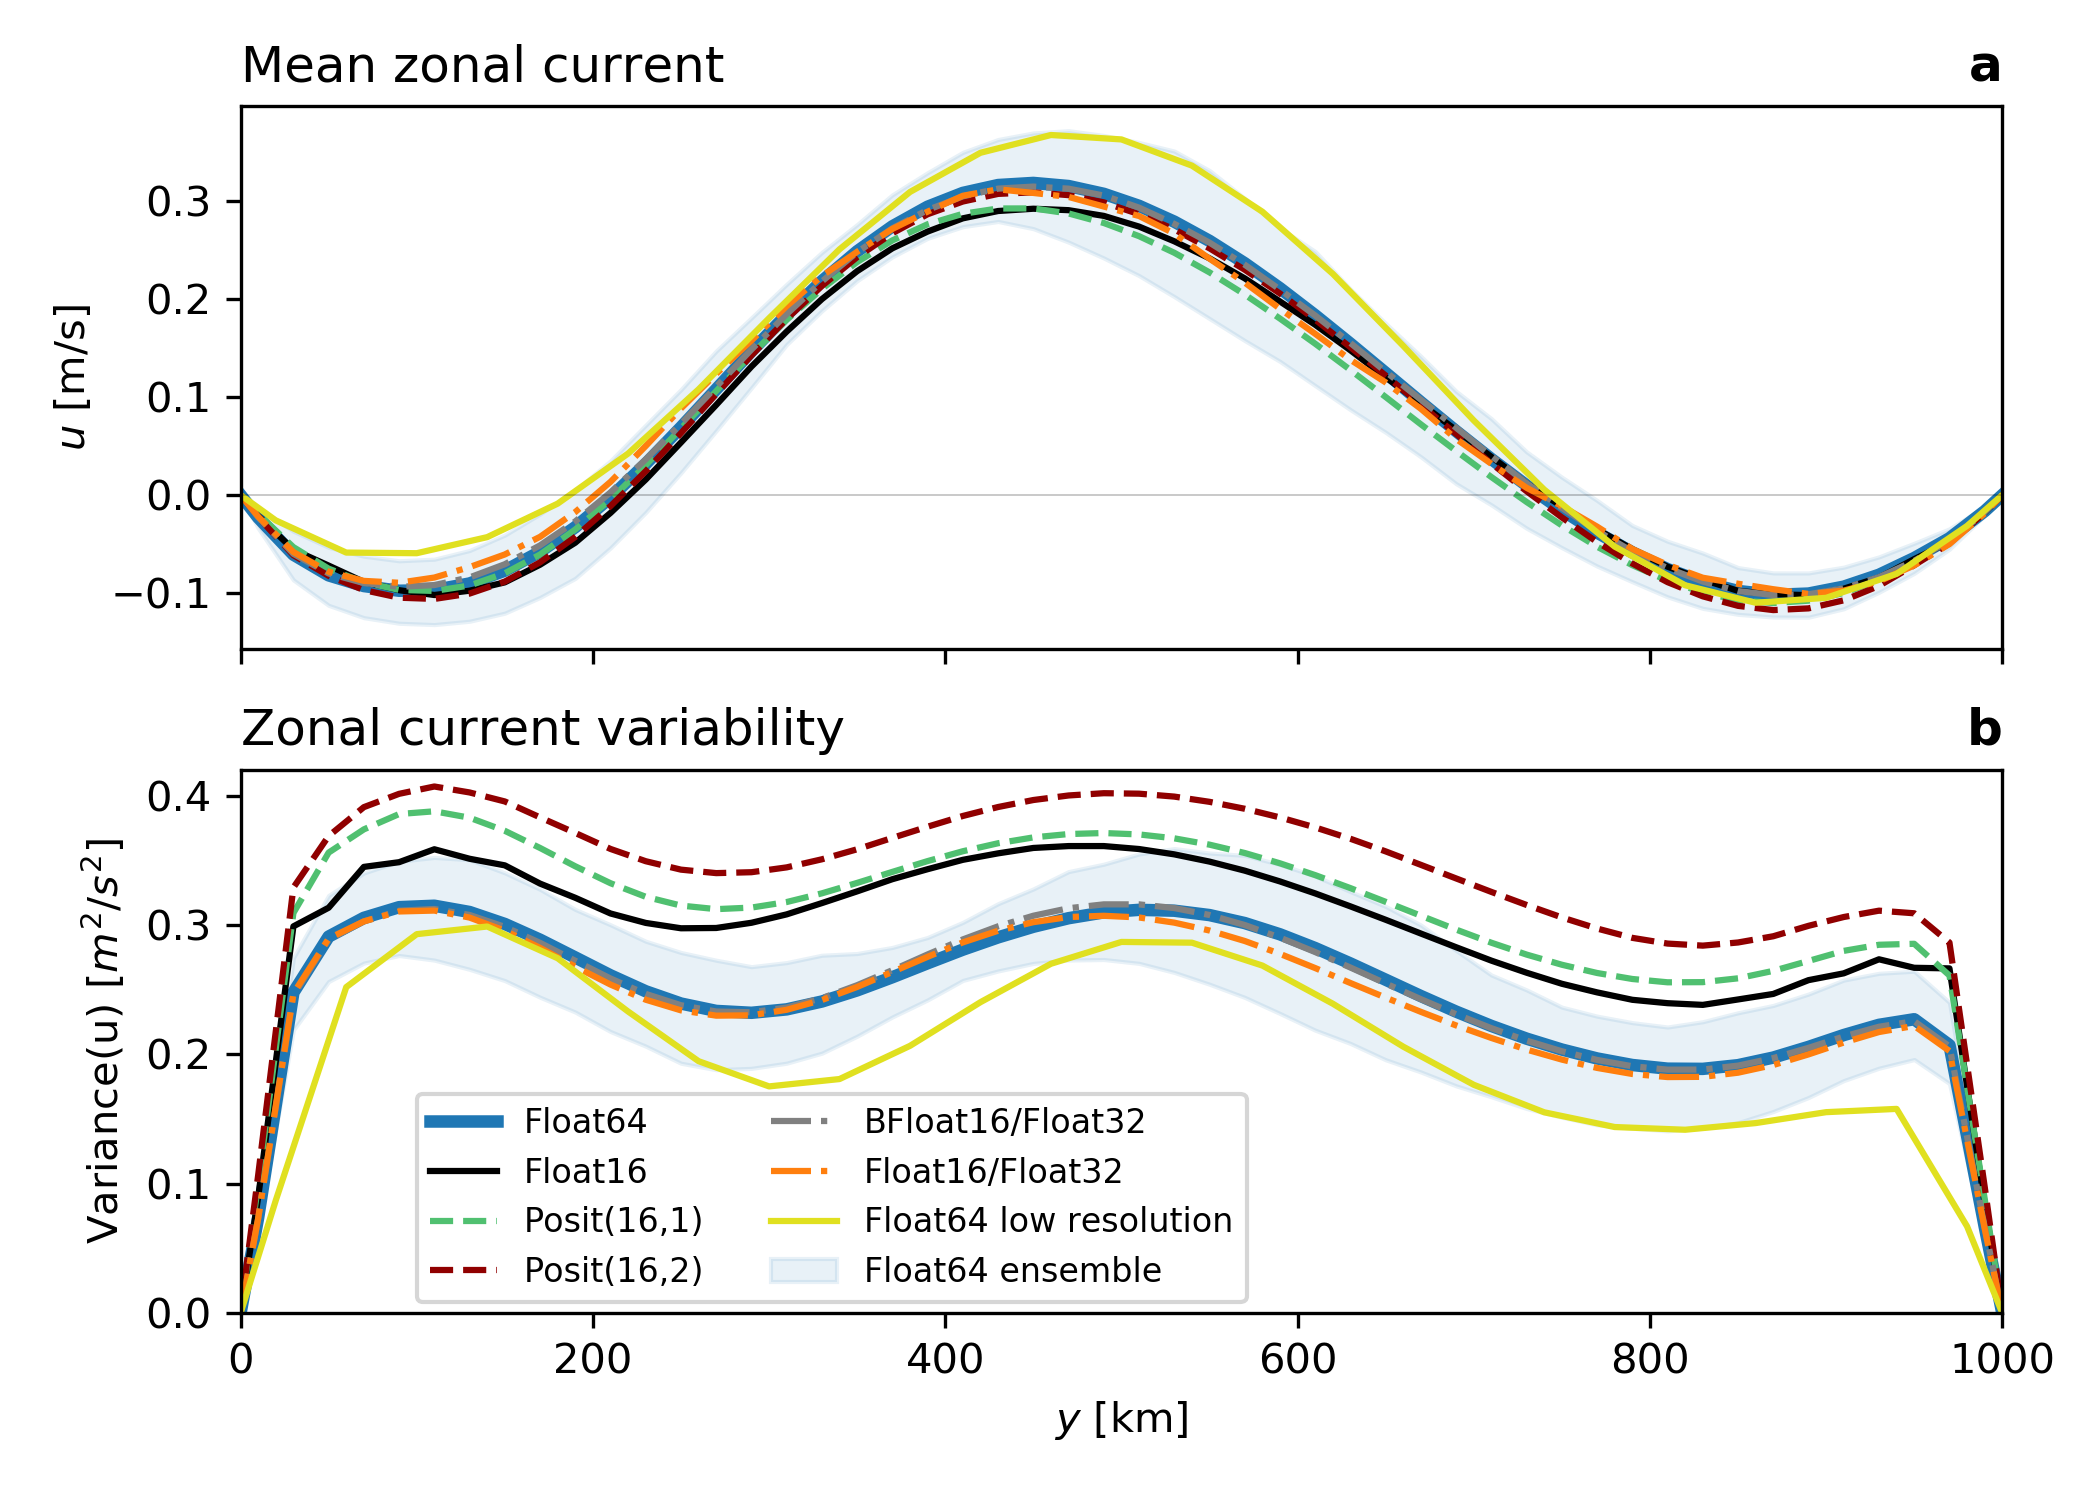 Mean zonal current a
0.3
0.2
0.1
0.0
−0.1
u [m/s]
Zonal current variability b
0.4
0.3
0.2
0.1
0.0
Variance(u) [m²/s²]
Float64 BFloat16/Float32
Float16 Float16/Float32
Posit(16,1) Float64 low resolution
Posit(16,2) Float64 ensemble
0 200 400 600 800 1000
y [km]